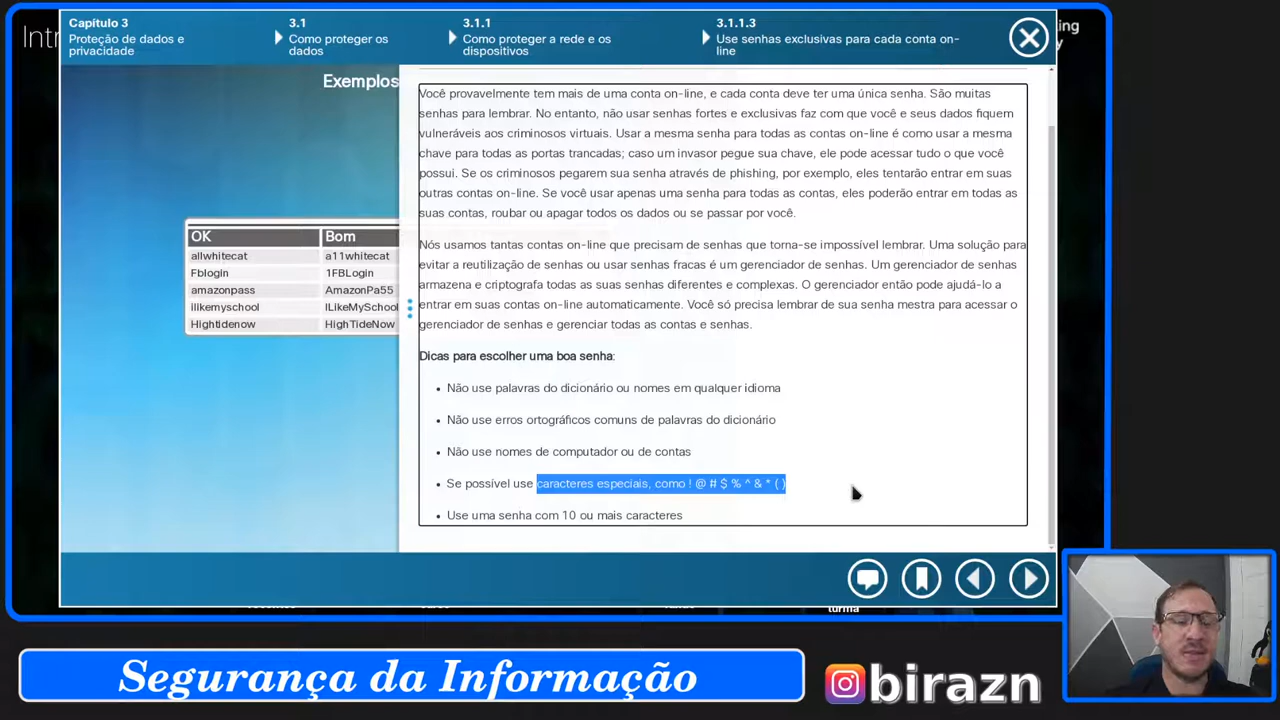 Intr
king
y
Capítulo 3
Proteção de dados e
privacidade
3.1
Como proteger os
dados
3.1.1
Como proteger a rede e os
dispositivos
3.1.1.3
Use senhas exclusivas para cada conta on-
line
Exemplos
OK
Bom
allwhitecat
a11whitecat
Fblogin
1FBLogin
amazonpass
AmazonPa55
ilikemyschool
ILikeMySchool
Hightidenow
HighTideNow
Você provavelmente tem mais de uma conta on-line, e cada conta deve ter uma única senha. São muitas
senhas para lembrar. No entanto, não usar senhas fortes e exclusivas faz com que você e seus dados fiquem
vulneráveis aos criminosos virtuais. Usar a mesma senha para todas as contas on-line é como usar a mesma
chave para todas as portas trancadas; caso um invasor pegue sua chave, ele pode acessar tudo o que você
possui. Se os criminosos pegarem sua senha através de phishing, por exemplo, eles tentarão entrar em suas
outras contas on-line. Se você usar apenas uma senha para todas as contas, eles poderão entrar em todas as
suas contas, roubar ou apagar todos os dados ou se passar por você.
Nós usamos tantas contas on-line que precisam de senhas que torna-se impossível lembrar. Uma solução para
evitar a reutilização de senhas ou usar senhas fracas é um gerenciador de senhas. Um gerenciador de senhas
armazena e criptografa todas as suas senhas diferentes e complexas. O gerenciador então pode ajudá-lo a
entrar em suas contas on-line automaticamente. Você só precisa lembrar de sua senha mestra para acessar o
gerenciador de senhas e gerenciar todas as contas e senhas.
Dicas para escolher uma boa senha:
• Não use palavras do dicionário ou nomes em qualquer idioma
• Não use erros ortográficos comuns de palavras do dicionário
• Não use nomes de computador ou de contas
• Se possível use caracteres especiais, como ! @ # $ % ^ & * ( )
• Use uma senha com 10 ou mais caracteres
turma
Segurança da Informação
birazn